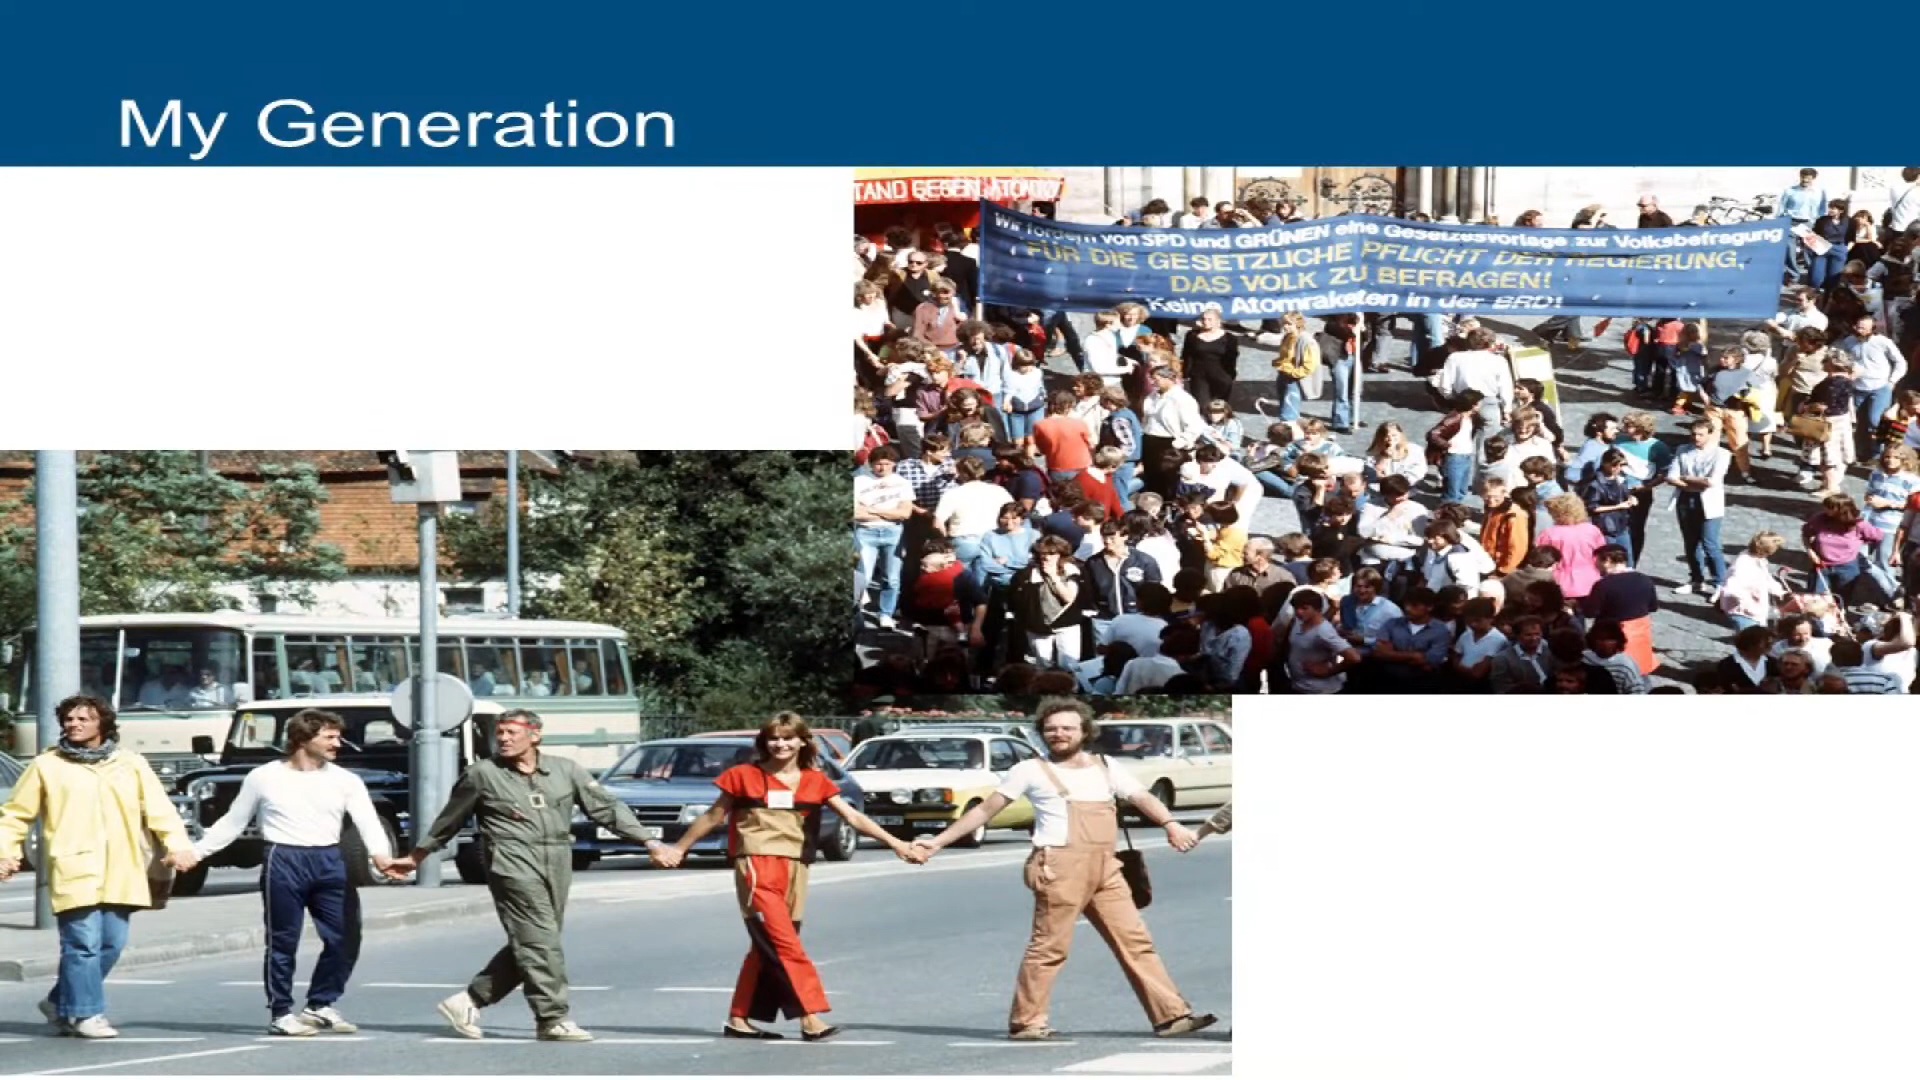 My Generation
TAND GEGEN ATOMTOD
Wir fordern von SPD und GRÜNEN eine Gesetzesvorlage zur Volksbefragung
FÜR DIE GESETZLICHE PFLICHT DER REGIERUNG,
DAS VOLK ZU BEFRAGEN!
Keine Atomraketen in der BRD!